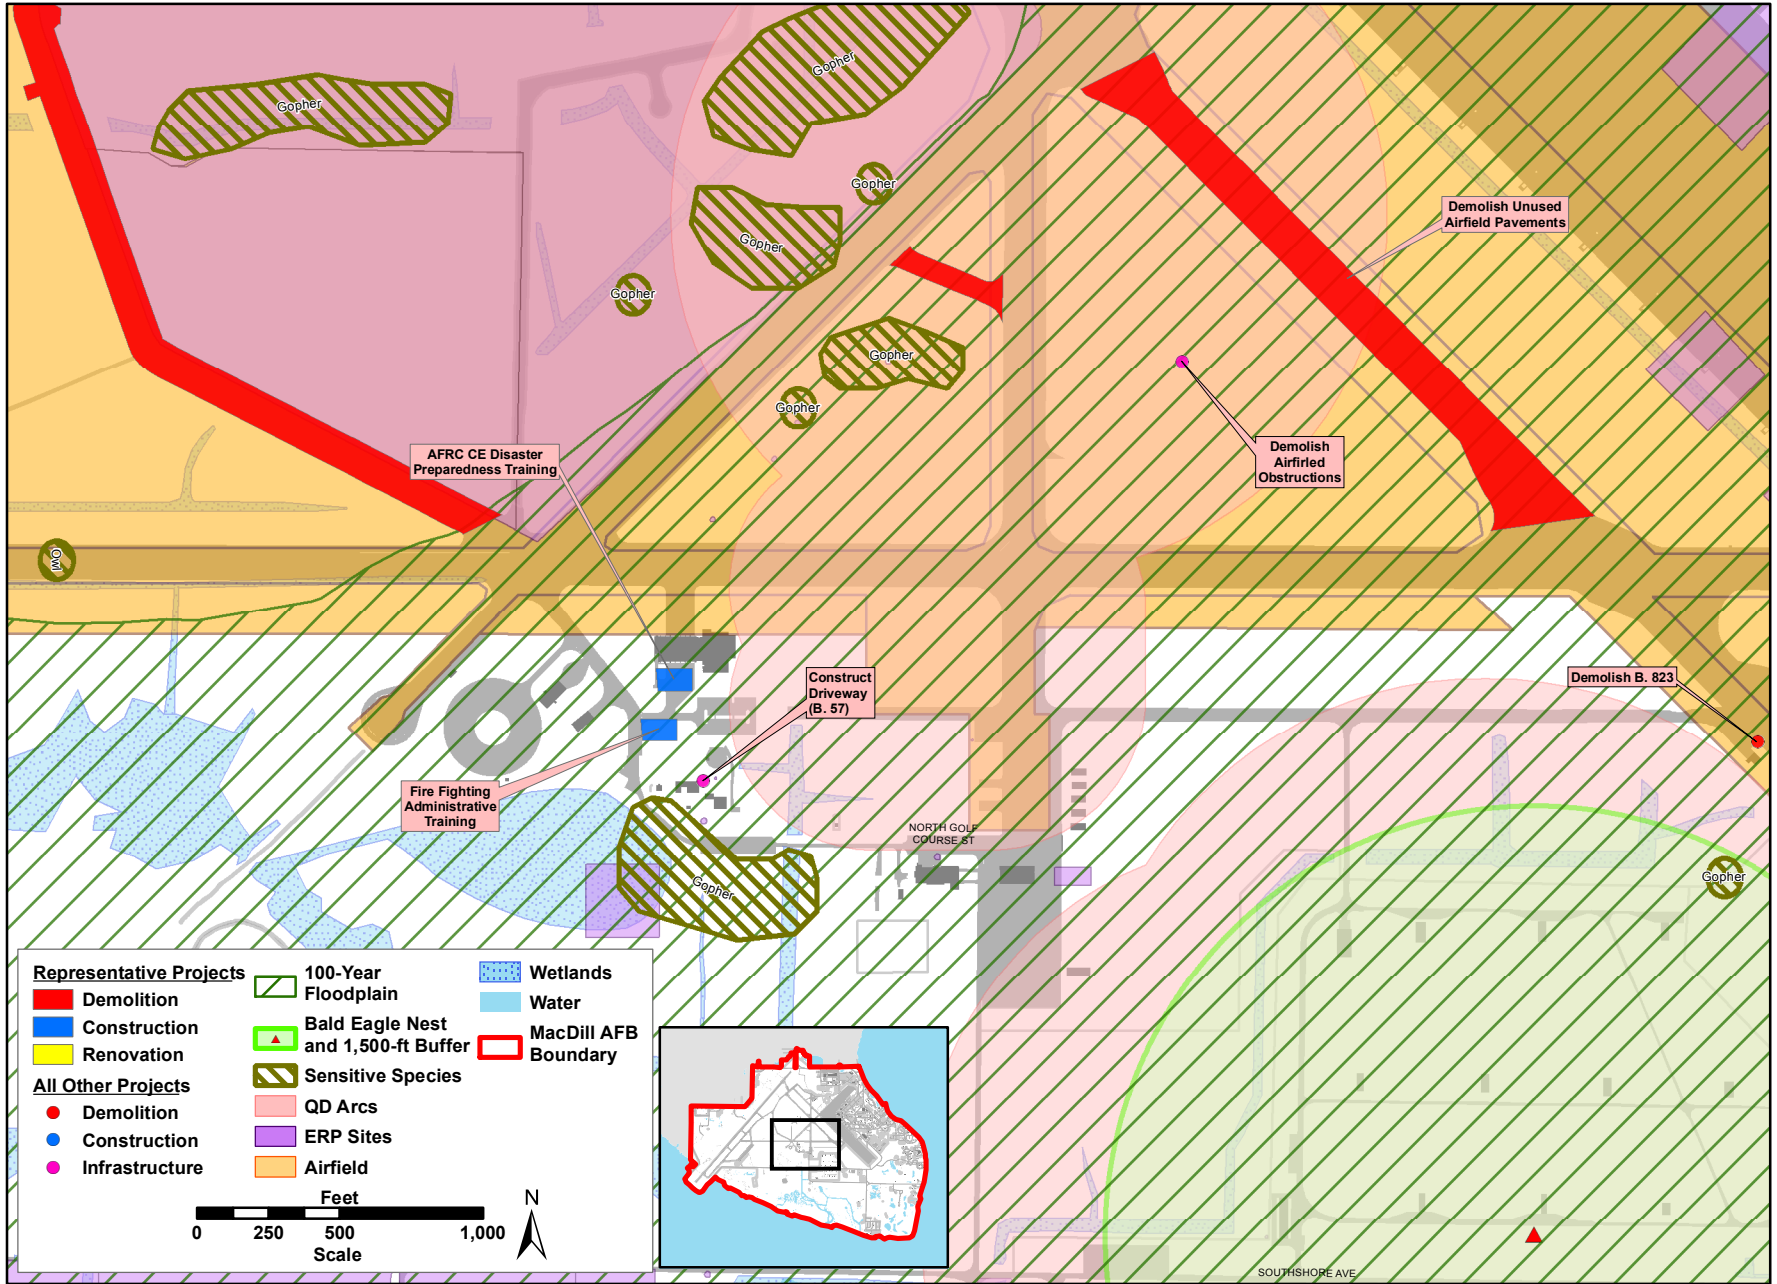 Gopher
Gopher
Gopher
Gopher
Gopher
Gopher
Gopher
Demolish Unused
Airfield Pavements
AFRC CE Disaster
Preparedness Training
Demolish
Airfirled
Obstructions
Owl
Construct
Driveway
(B. 57)
Demolish B. 823
Fire Fighting
Administrative
Training
NORTH GOLF
COURSE ST
Gopher
Gopher
Representative Projects
Demolition
Construction
Renovation
All Other Projects
Demolition
Construction
Infrastructure
100-Year
Floodplain
Bald Eagle Nest
and 1,500-ft Buffer
Sensitive Species
QD Arcs
ERP Sites
Airfield
Wetlands
Water
MacDill AFB
Boundary
Feet
0 250 500 1,000
Scale
N
SOUTHSHORE AVE